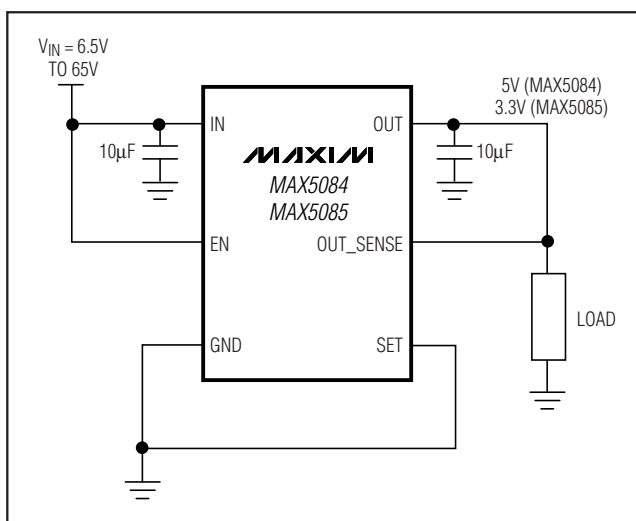 VIN = 6.5V
TO 65V
5V (MAX5084)
3.3V (MAX5085)
IN
OUT
10μF
10μF
MAXIM
MAX5084
MAX5085
EN
OUT_SENSE
LOAD
GND
SET